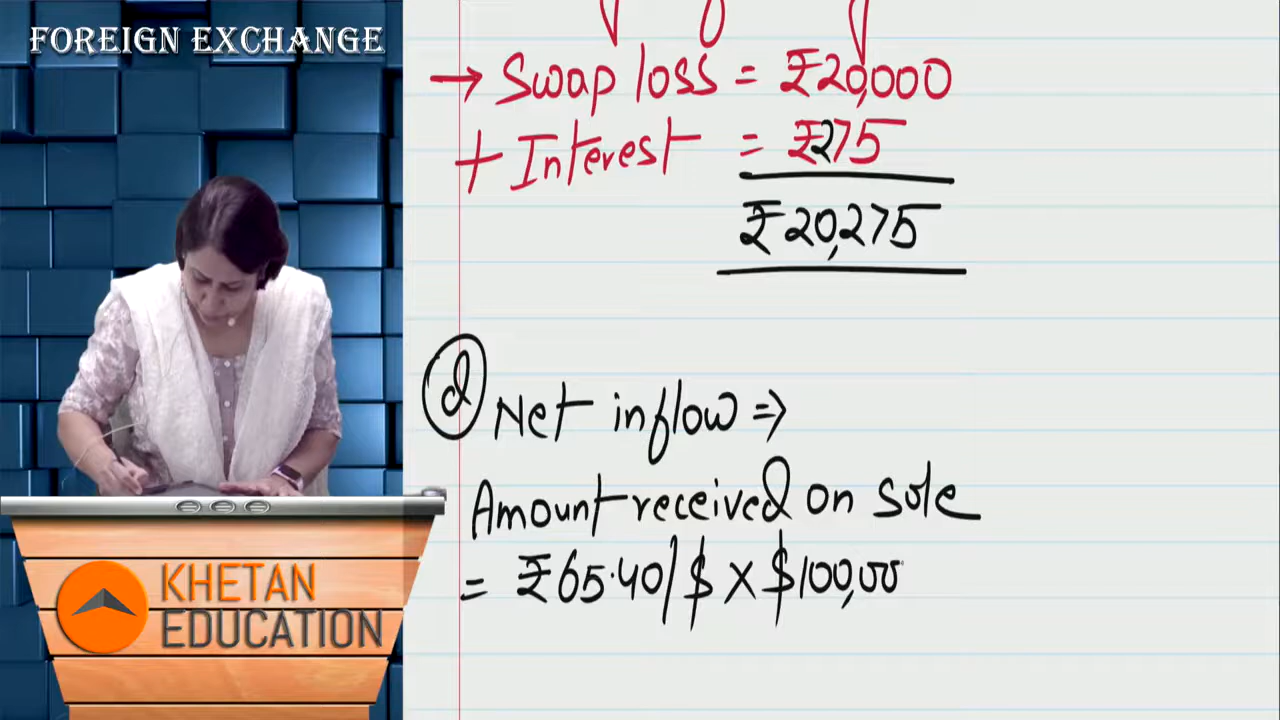 FOREIGN EXCHANGE
→ Swap loss = ₹20,000
+ Interest = ₹275
₹20,275
d Net inflow ⇒
Amount received on sale
= ₹65.40/$ × $100,00
KHETAN
EDUCATION